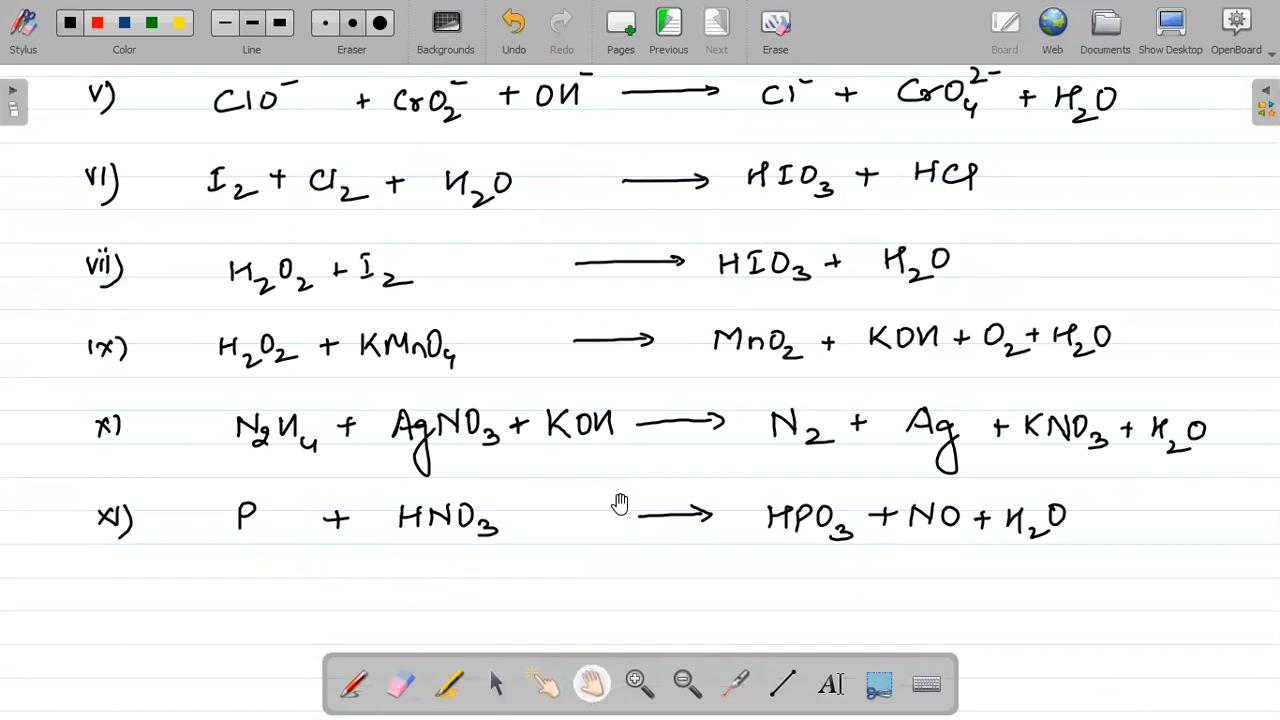 Stylus Color Line Eraser Backgrounds Undo Redo Pages Previous Next Erase Board Web Documents Show Desktop OpenBoard
v) ClO⁻ + CrO₂⁻ + OH⁻ ⟶ Cl⁻ + CrO₄²⁻ + H₂O
vi) I₂ + Cl₂ + H₂O ⟶ HIO₃ + HCl
vii) H₂O₂ + I₂ ⟶ HIO₃ + H₂O
ix) H₂O₂ + KMnO₄ ⟶ MnO₂ + KOH + O₂ + H₂O
x) N₂H₄ + AgNO₃ + KOH ⟶ N₂ + Ag + KNO₃ + H₂O
xi) P + HNO₃ ⟶ HPO₃ + NO + H₂O